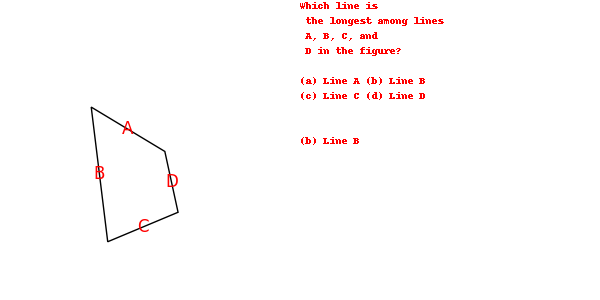 Which line is
the longest among lines
A, B, C, and
D in the figure?
(a) Line A (b) Line B
(c) Line C (d) Line D
(b) Line B
A
B
D
C